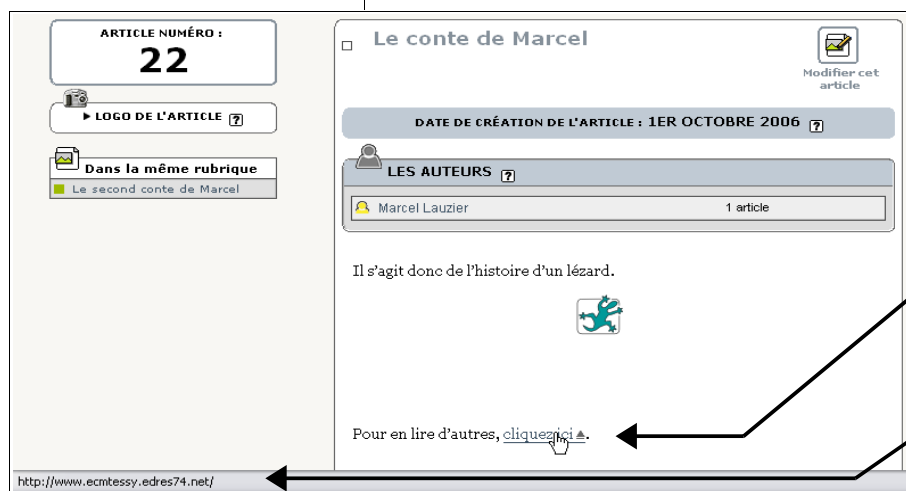 ARTICLE NUMÉRO :
22
▶ LOGO DE L'ARTICLE [?]
Dans la même rubrique
Le second conte de Marcel
Le conte de Marcel
Modifier cet
article
DATE DE CRÉATION DE L'ARTICLE : 1ER OCTOBRE 2006 [?]
LES AUTEURS [?]
Marcel Lauzier 1 article
Il s'agit donc de l'histoire d'un lézard.
Pour en lire d'autres, cliquez ici.
http://www.ecmtessy.edres74.net/